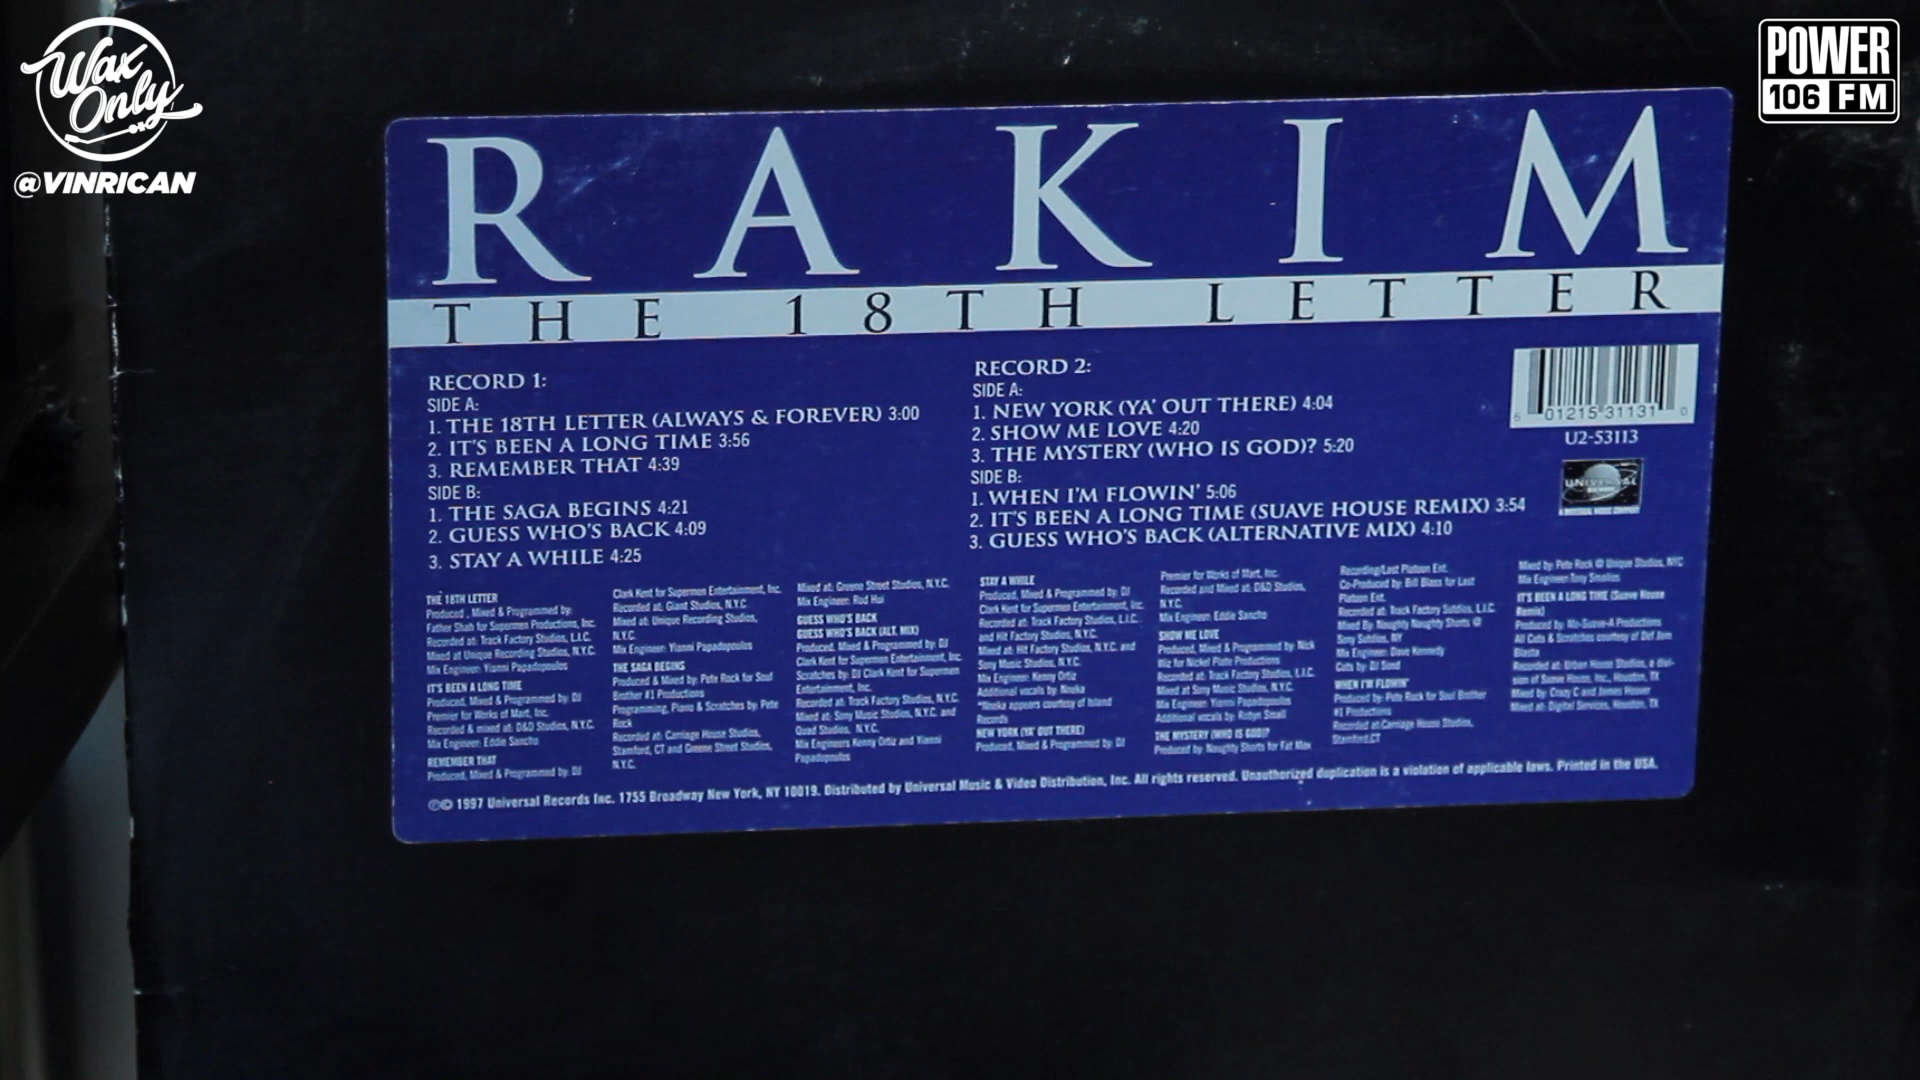 Wax Only
@VINRICAN
POWER
106 FM
RAKIM
THE 18TH LETTER
RECORD 1:
SIDE A:
1. THE 18TH LETTER (ALWAYS & FOREVER) 3:00
2. IT'S BEEN A LONG TIME 3:56
3. REMEMBER THAT 4:39
SIDE B:
1. THE SAGA BEGINS 4:21
2. GUESS WHO'S BACK 4:09
3. STAY A WHILE 4:25
RECORD 2:
SIDE A:
1. NEW YORK (YA' OUT THERE) 4:04
2. SHOW ME LOVE 4:20
3. THE MYSTERY (WHO IS GOD)? 5:20
SIDE B:
1. WHEN I'M FLOWIN' 5:06
2. IT'S BEEN A LONG TIME (SUAVE HOUSE REMIX) 3:54
3. GUESS WHO'S BACK (ALTERNATIVE MIX) 4:10
6 01215 31131 0
U2-53113
UNIVERSAL
THE 18TH LETTER
Produced, Mixed & Programmed by:
Father Shah for Supermen Productions, Inc.
Recorded at: Track Factory Studios, L.I.C.
Mixed at Unique Recording Studios, N.Y.C.
Mix Engineer: Yianni Papadopoulos
IT'S BEEN A LONG TIME
Produced, Mixed & Programmed by: DJ
Premier for Works of Mart, Inc.
Recorded & mixed at: D&D Studios, N.Y.C.
Mix Engineer: Eddie Sancho
REMEMBER THAT
Produced, Mixed & Programmed by: DJ
Clark Kent for Supermen Entertainment, Inc.
Recorded at: Giant Studios, N.Y.C.
Mixed at: Unique Recording Studios,
N.Y.C.
Mix Engineer: Yianni Papadopoulos
THE SAGA BEGINS
Produced & Mixed by: Pete Rock for Soul
Brother #1 Productions
Programming, Piano & Scratches by: Pete
Rock
Recorded at: Carriage House Studios,
Stamford, CT and Greene Street Studios,
N.Y.C.
Mixed at: Greene Street Studios, N.Y.C.
Mix Engineer: Rod Hui
GUESS WHO'S BACK
GUESS WHO'S BACK (ALT. MIX)
Produced, Mixed & Programmed by: DJ
Clark Kent for Supermen Entertainment, Inc.
Scratches by: DJ Clark Kent for Supermen
Entertainment, Inc.
Recorded at: Track Factory Studios, N.Y.C.
Mixed at: Sony Music Studios, N.Y.C. and
Quad Studios, N.Y.C.
Mix Engineers Kenny Ortiz and Yianni
Papadopoulos
STAY A WHILE
Produced, Mixed & Programmed by: DJ
Clark Kent for Supermen Entertainment, Inc.
Recorded at: Track Factory Studios, L.I.C.
and Hit Factory Studios, N.Y.C.
Mixed at: Hit Factory Studios, N.Y.C. and
Sony Music Studios, N.Y.C.
Mix Engineer: Kenny Ortiz
Additional vocals by: Nneka
*Nneka appears courtesy of Island
Records
NEW YORK (YA' OUT THERE)
Produced, Mixed & Programmed by: DJ
Premier for Works of Mart, Inc.
Recorded and Mixed at: D&D Studios,
N.Y.C.
Mix Engineer: Eddie Sancho
SHOW ME LOVE
Produced, Mixed & Programmed by: Nick
Wiz for Nickel Plate Productions
Recorded at: Track Factory Studios, L.I.C.
Mixed at Sony Music Studios, N.Y.C.
Mix Engineer: Yianni Papadopoulos
Additional vocals by: Robyn Small
THE MYSTERY (WHO IS GOD)?
Produced by: Naughty Shorts for Fat Max
Recording/Last Platoon Ent.
Co-Produced by: Bill Blass for Last
Platoon Ent.
Recorded at: Track Factory Sutdios, L.I.C.
Mixed By: Naughty Naughty Shorts @
Sony Sutdios, NY
Mix Engineer: Dave Kennedy
Cuts by: DJ Sond
WHEN I'M FLOWIN'
Produced by: Pete Rock for Soul Brother
#1 Productions
Recorded at: Carriage House Studios,
Stamford, CT
Mixed by: Pete Rock @ Unique Studios, NYC
Mix Engineer: Tony Smalios
IT'S BEEN A LONG TIME (Suave House
Remix)
Produced by: Mo-Suave-A Productions
All Cuts & Scratches courtesy of Def Jam
Blasta
Recorded at: Urban House Studios, a divi-
sion of Suave House, Inc., Houston, TX
Mixed by: Crazy C and James Hoover
Mixed at: Digital Services, Houston, TX
℗© 1997 Universal Records Inc. 1755 Broadway New York, NY 10019. Distributed by Universal Music & Video Distribution, Inc. All rights reserved. Unauthorized duplication is a violation of applicable laws. Printed in the USA.